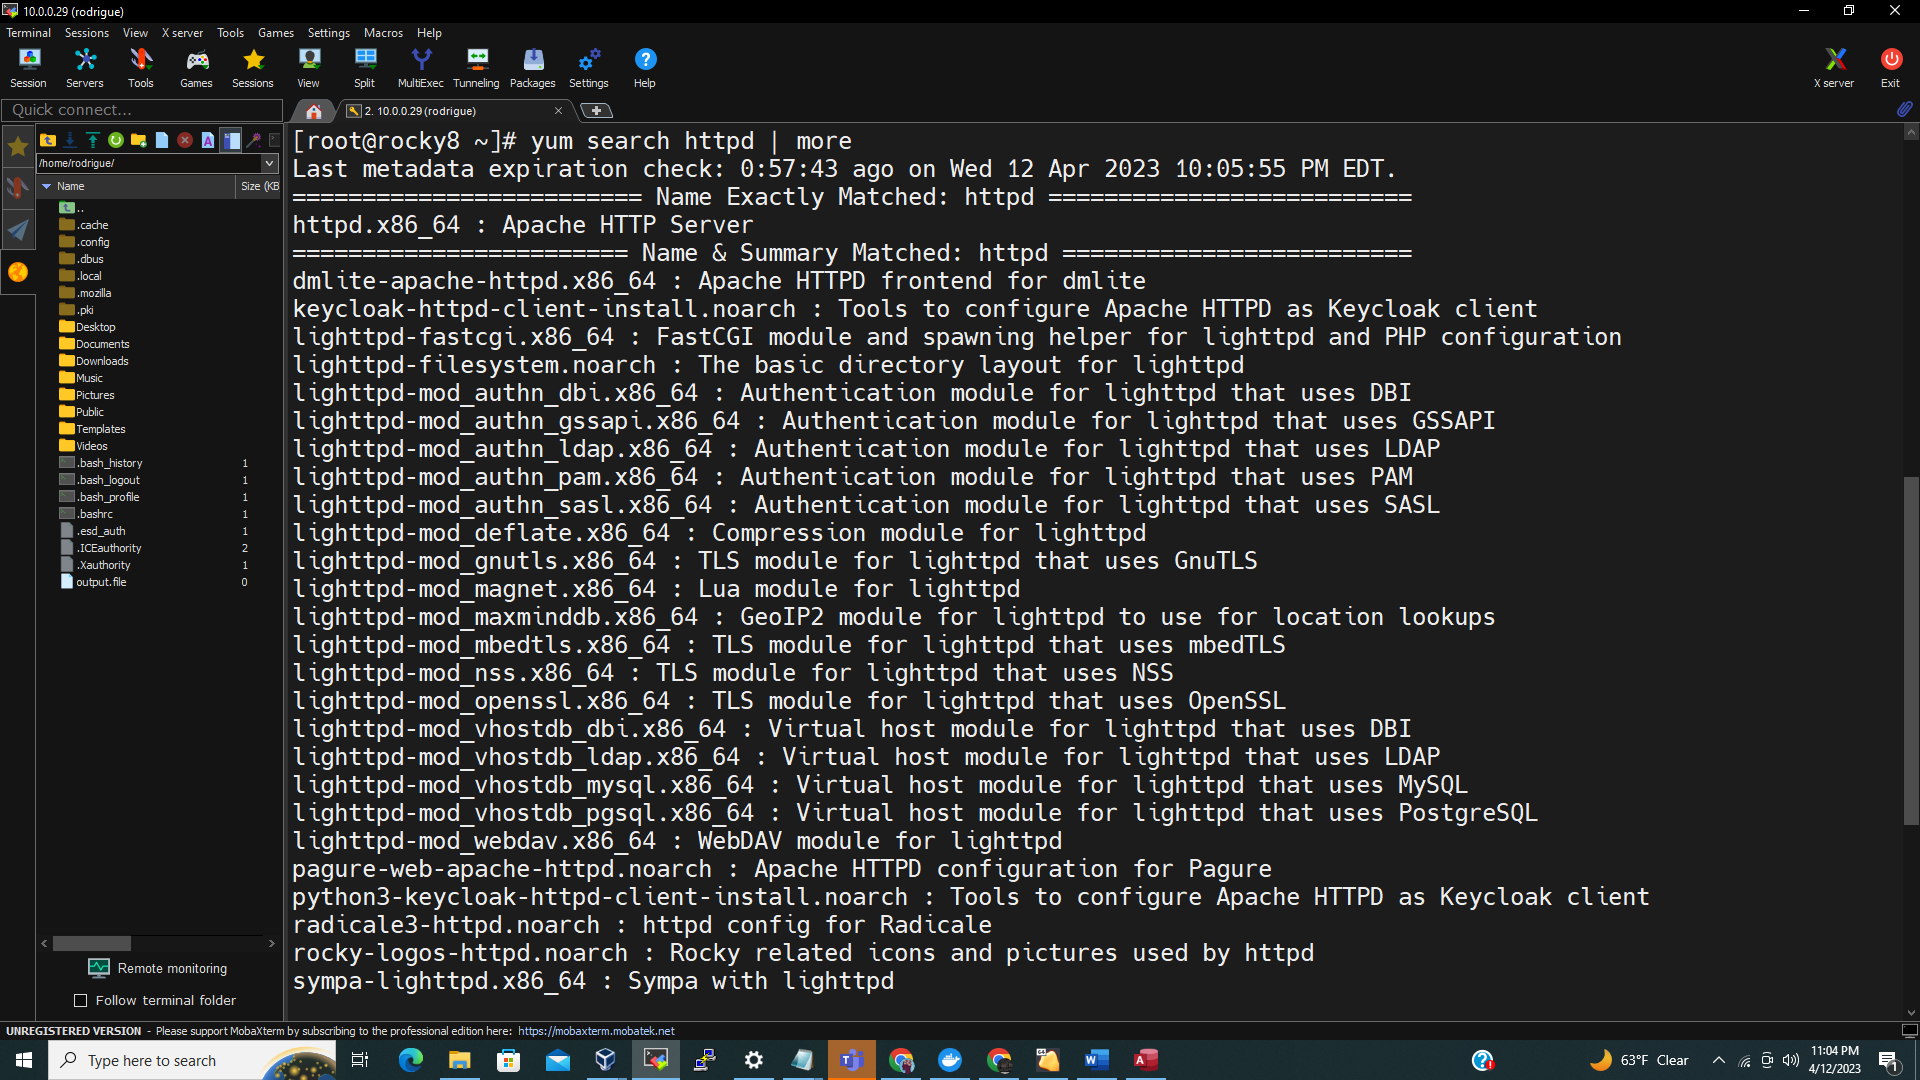 10.0.0.29 (rodrigue)
Terminal Sessions View X server Tools Games Settings Macros Help
Session Servers Tools Games Sessions View Split MultiExec Tunneling Packages Settings Help X server Exit
Quick connect...
2. 10.0.0.29 (rodrigue)
/home/rodrigue/
Name Size (KB
..
.cache
.config
.dbus
.local
.mozilla
.pki
Desktop
Documents
Downloads
Music
Pictures
Public
Templates
Videos
.bash_history 1
.bash_logout 1
.bash_profile 1
.bashrc 1
.esd_auth 1
.ICEauthority 2
.Xauthority 1
output.file 0
Remote monitoring
Follow terminal folder
[root@rocky8 ~]# yum search httpd | more
Last metadata expiration check: 0:57:43 ago on Wed 12 Apr 2023 10:05:55 PM EDT.
========================= Name Exactly Matched: httpd ==========================
httpd.x86_64 : Apache HTTP Server
======================== Name & Summary Matched: httpd =========================
dmlite-apache-httpd.x86_64 : Apache HTTPD frontend for dmlite
keycloak-httpd-client-install.noarch : Tools to configure Apache HTTPD as Keycloak client
lighttpd-fastcgi.x86_64 : FastCGI module and spawning helper for lighttpd and PHP configuration
lighttpd-filesystem.noarch : The basic directory layout for lighttpd
lighttpd-mod_authn_dbi.x86_64 : Authentication module for lighttpd that uses DBI
lighttpd-mod_authn_gssapi.x86_64 : Authentication module for lighttpd that uses GSSAPI
lighttpd-mod_authn_ldap.x86_64 : Authentication module for lighttpd that uses LDAP
lighttpd-mod_authn_pam.x86_64 : Authentication module for lighttpd that uses PAM
lighttpd-mod_authn_sasl.x86_64 : Authentication module for lighttpd that uses SASL
lighttpd-mod_deflate.x86_64 : Compression module for lighttpd
lighttpd-mod_gnutls.x86_64 : TLS module for lighttpd that uses GnuTLS
lighttpd-mod_magnet.x86_64 : Lua module for lighttpd
lighttpd-mod_maxminddb.x86_64 : GeoIP2 module for lighttpd to use for location lookups
lighttpd-mod_mbedtls.x86_64 : TLS module for lighttpd that uses mbedTLS
lighttpd-mod_nss.x86_64 : TLS module for lighttpd that uses NSS
lighttpd-mod_openssl.x86_64 : TLS module for lighttpd that uses OpenSSL
lighttpd-mod_vhostdb_dbi.x86_64 : Virtual host module for lighttpd that uses DBI
lighttpd-mod_vhostdb_ldap.x86_64 : Virtual host module for lighttpd that uses LDAP
lighttpd-mod_vhostdb_mysql.x86_64 : Virtual host module for lighttpd that uses MySQL
lighttpd-mod_vhostdb_pgsql.x86_64 : Virtual host module for lighttpd that uses PostgreSQL
lighttpd-mod_webdav.x86_64 : WebDAV module for lighttpd
pagure-web-apache-httpd.noarch : Apache HTTPD configuration for Pagure
python3-keycloak-httpd-client-install.noarch : Tools to configure Apache HTTPD as Keycloak client
radicale3-httpd.noarch : httpd config for Radicale
rocky-logos-httpd.noarch : Rocky related icons and pictures used by httpd
sympa-lighttpd.x86_64 : Sympa with lighttpd
UNREGISTERED VERSION - Please support MobaXterm by subscribing to the professional edition here: https://mobaxterm.mobatek.net
Type here to search
63°F Clear
11:04 PM
4/12/2023
1